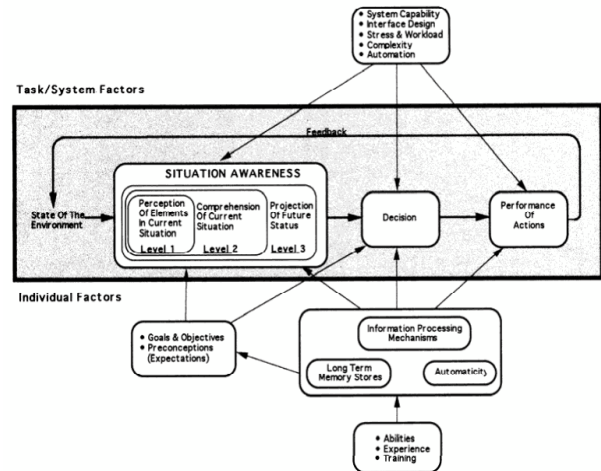 • System Capability
• Interface Design
• Stress & Workload
• Complexity
• Automation
Task/System Factors
Feedback
SITUATION AWARENESS
State Of The
Environment
Perception
Of Elements
In Current
Situation
Level 1
Comprehension
Of Current
Situation
Level 2
Projection
Of Future
Status
Level 3
Decision
Performance
Of
Actions
Individual Factors
• Goals & Objectives
• Preconceptions
(Expectations)
Information Processing
Mechanisms
Long Term
Memory Stores
Automaticity
• Abilities
• Experience
• Training